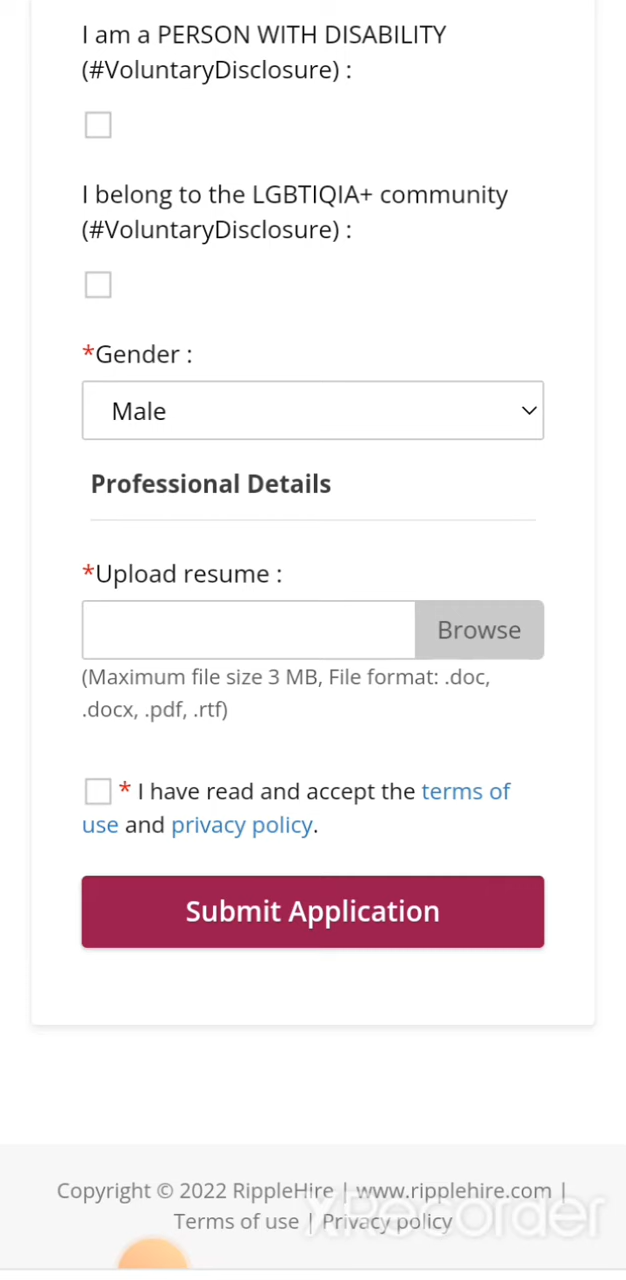 I am a PERSON WITH DISABILITY
(#VoluntaryDisclosure) :
I belong to the LGBTIQIA+ community
(#VoluntaryDisclosure) :
*Gender :
Male
Professional Details
*Upload resume :
Browse
(Maximum file size 3 MB, File format: .doc,
.docx, .pdf, .rtf)
* I have read and accept the terms of
use and privacy policy.
Submit Application
Copyright © 2022 RippleHire | www.ripplehire.com |
Terms of use | Privacy policy
XRecorder